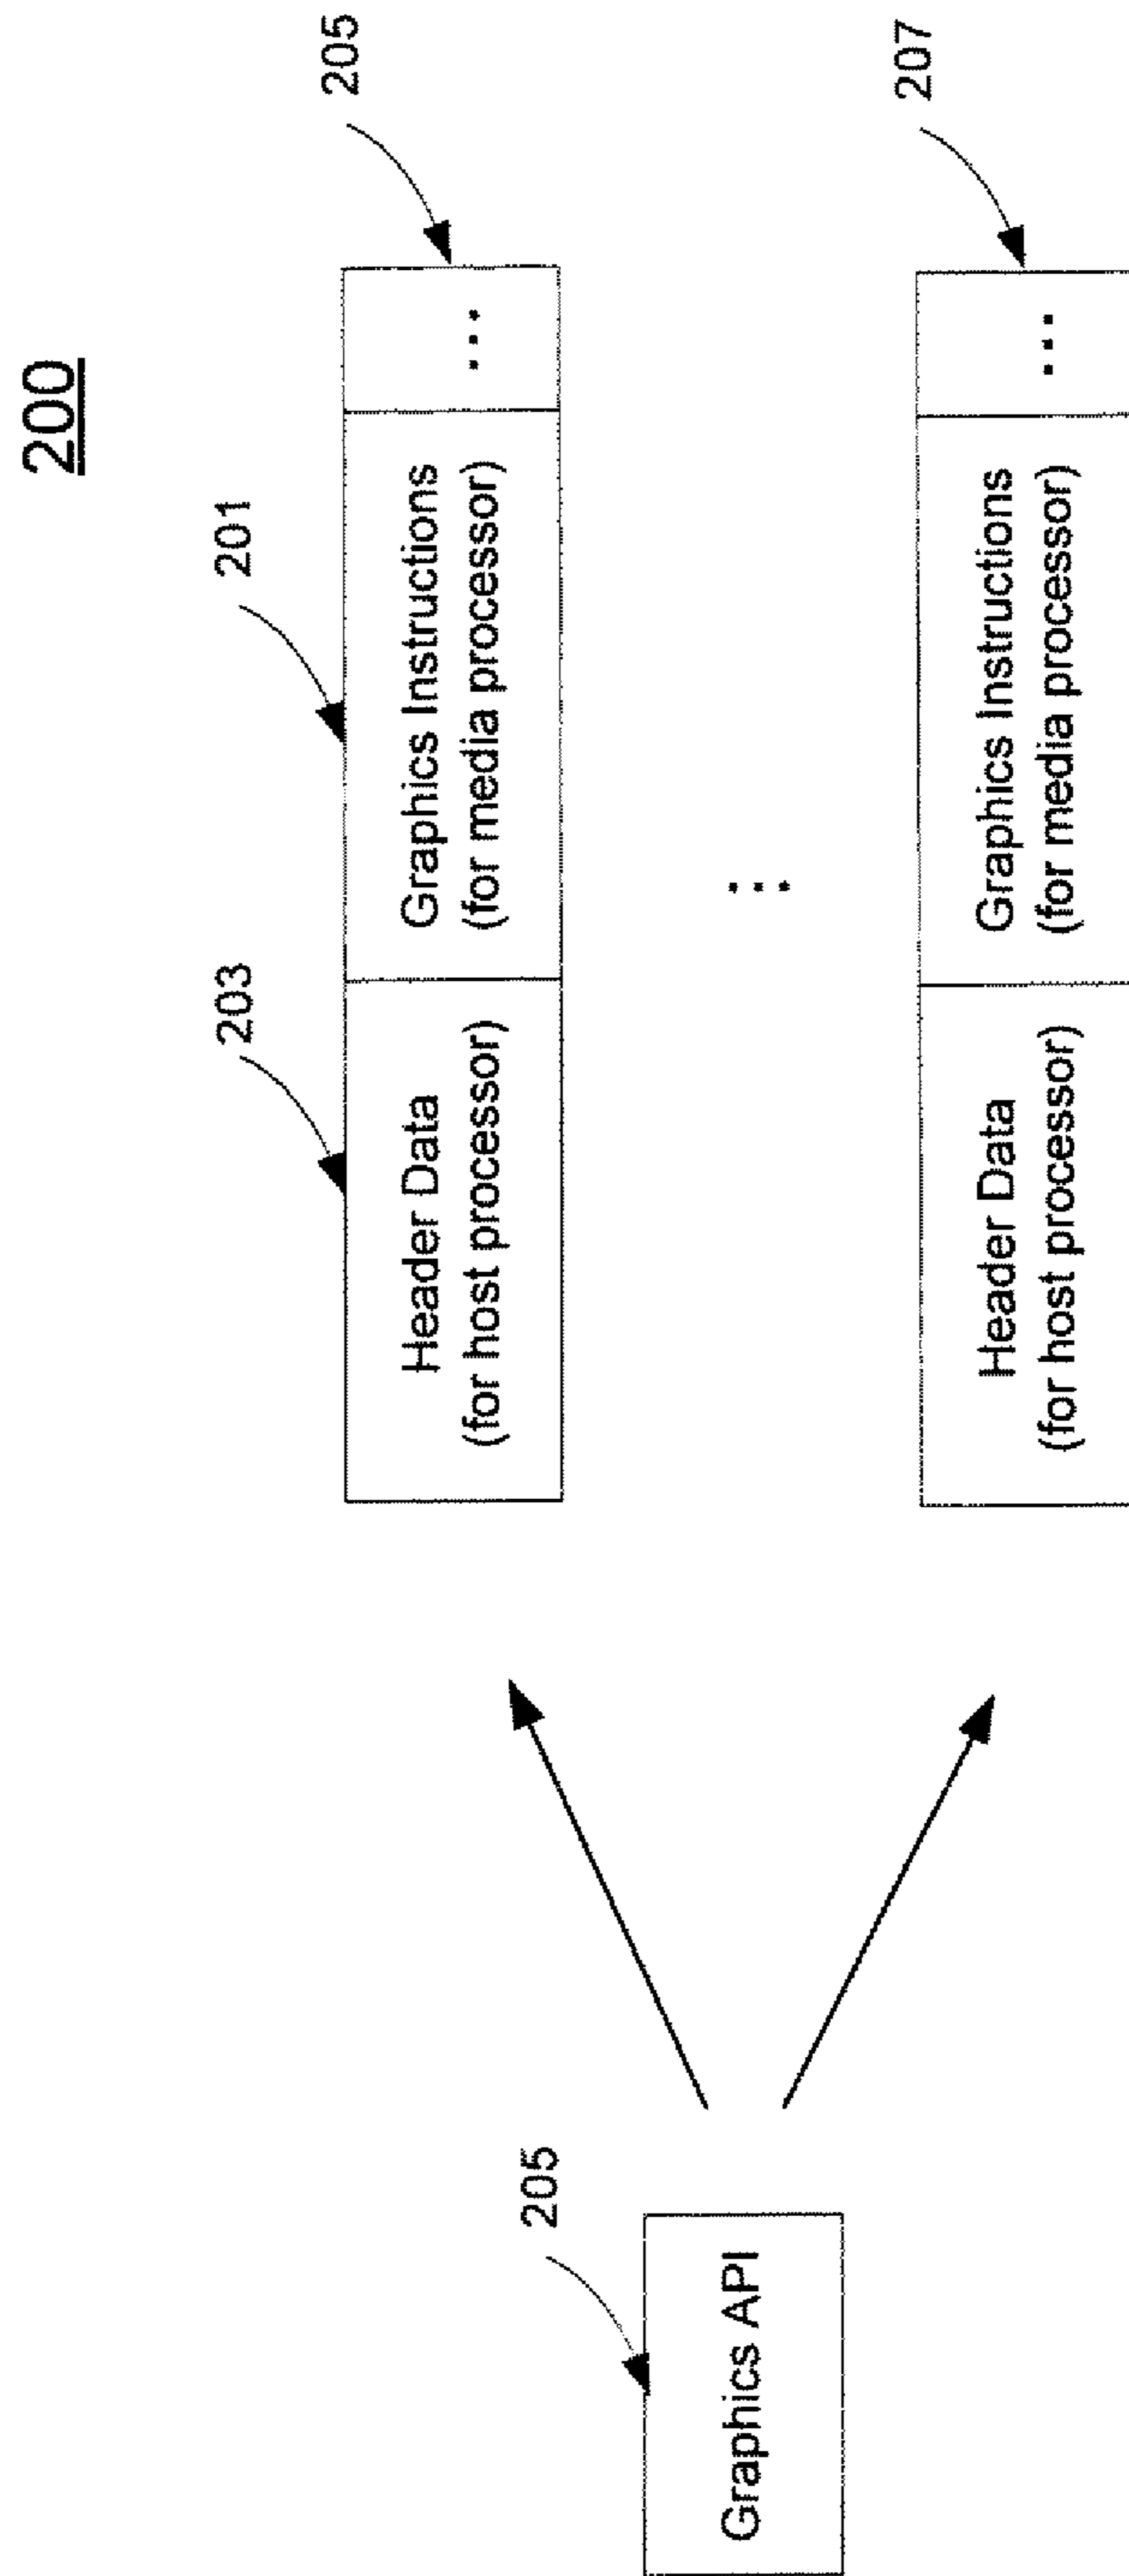 200
205
Graphics API
203
201
205
Header Data
(for host processor)
Graphics Instructions
(for media processor)
...
...
207
Header Data
(for host processor)
Graphics Instructions
(for media processor)
...